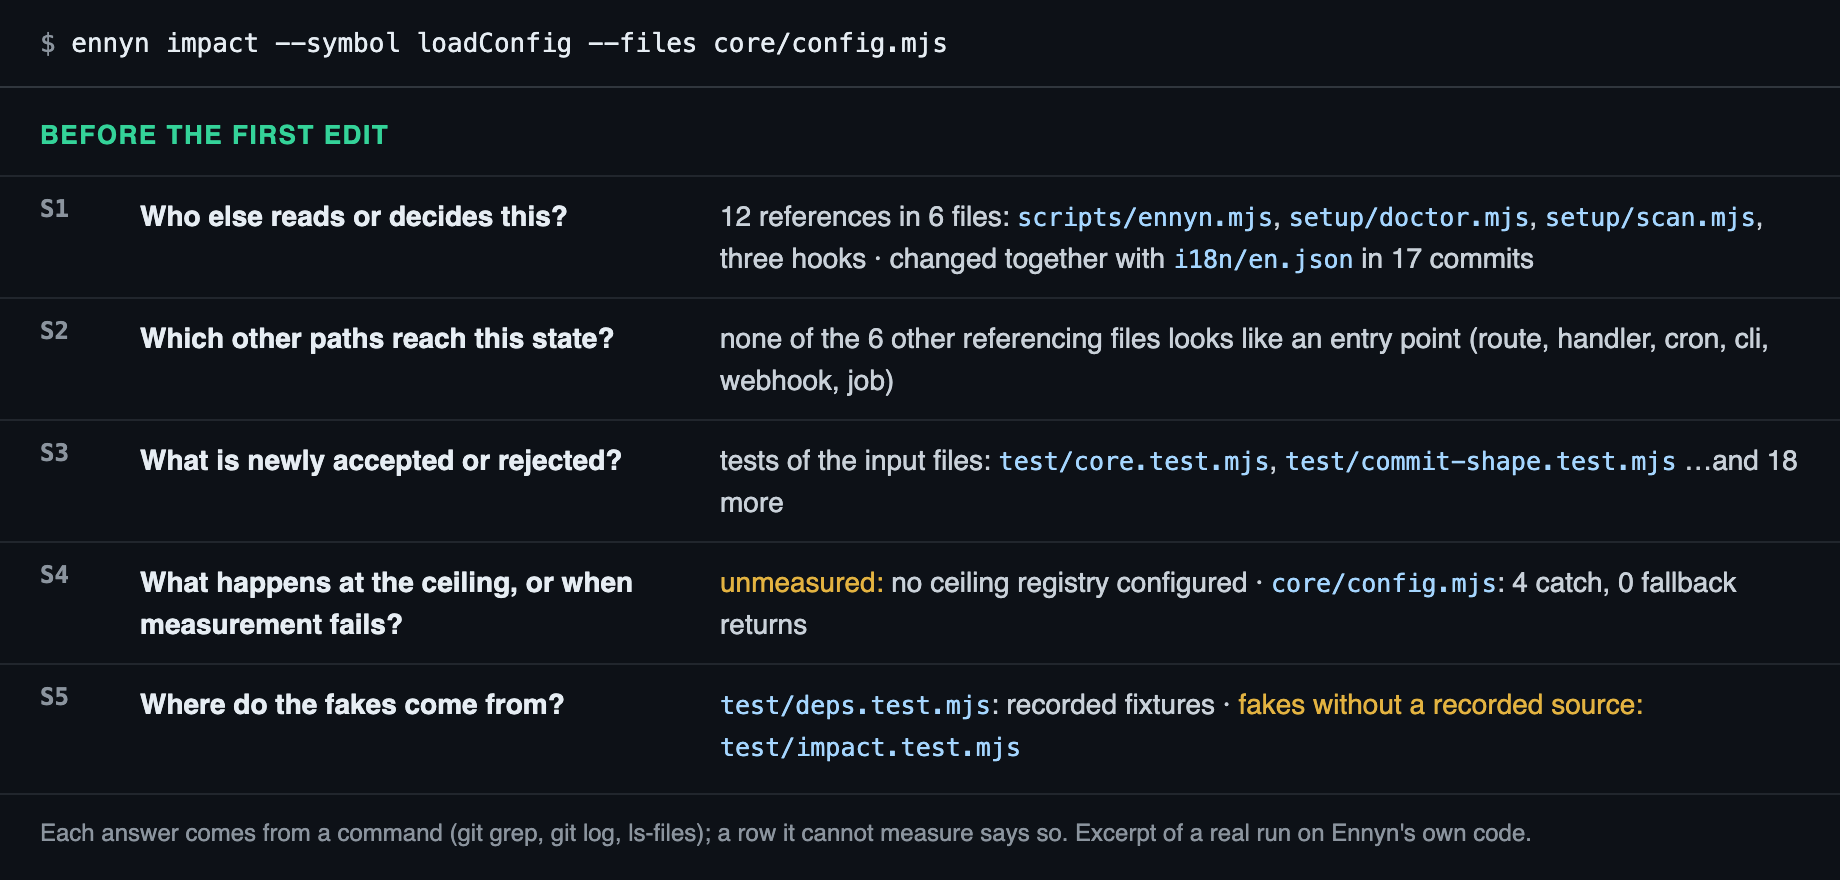 $ ennyn impact --symbol loadConfig --files core/config.mjs
BEFORE THE FIRST EDIT
S1
Who else reads or decides this?
12 references in 6 files: scripts/ennyn.mjs, setup/doctor.mjs, setup/scan.mjs,
three hooks · changed together with i18n/en.json in 17 commits
S2
Which other paths reach this state?
none of the 6 other referencing files looks like an entry point (route, handler, cron, cli,
webhook, job)
S3
What is newly accepted or rejected?
tests of the input files: test/core.test.mjs, test/commit-shape.test.mjs …and 18
more
S4
What happens at the ceiling, or when
measurement fails?
unmeasured: no ceiling registry configured · core/config.mjs: 4 catch, 0 fallback
returns
S5
Where do the fakes come from?
test/deps.test.mjs: recorded fixtures · fakes without a recorded source:
test/impact.test.mjs
Each answer comes from a command (git grep, git log, ls-files); a row it cannot measure says so. Excerpt of a real run on Ennyn's own code.